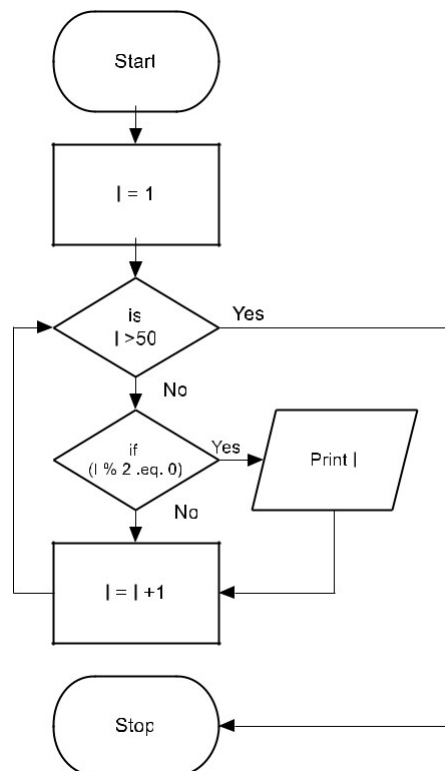 Start
I = 1
is
I >50
Yes
No
if
(I % 2 .eq. 0)
Yes
Print I
No
I = I +1
Stop